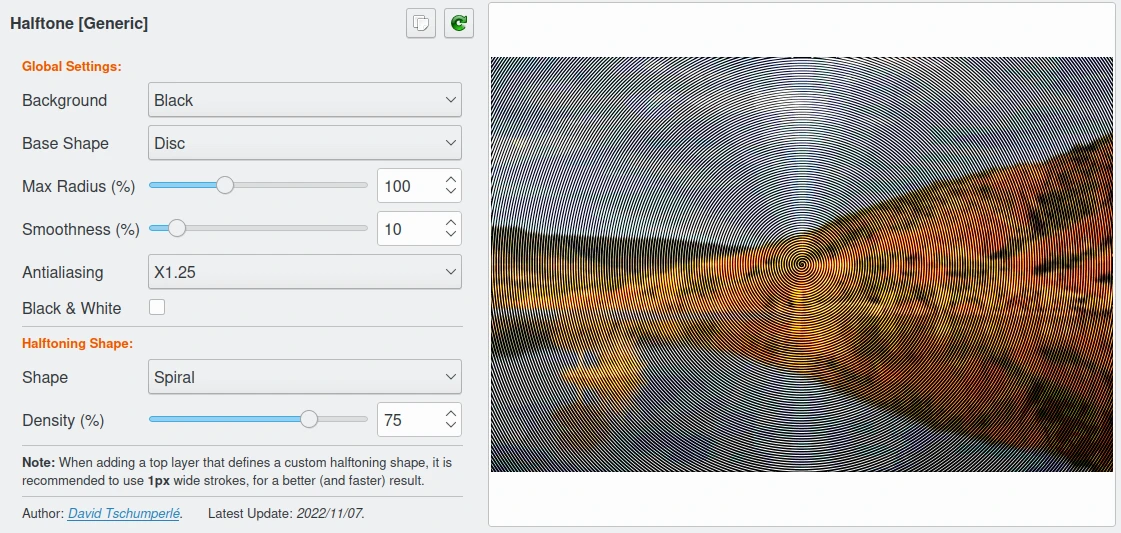 Halftone [Generic]
Global Settings:
Background Black
Base Shape Disc
Max Radius (%) 100
Smoothness (%) 10
Antialiasing X1.25
Black & White
Halftoning Shape:
Shape Spiral
Density (%) 75
Note: When adding a top layer that defines a custom halftoning shape, it is
recommended to use 1px wide strokes, for a better (and faster) result.
Author: David Tschumperlé. Latest Update: 2022/11/07.